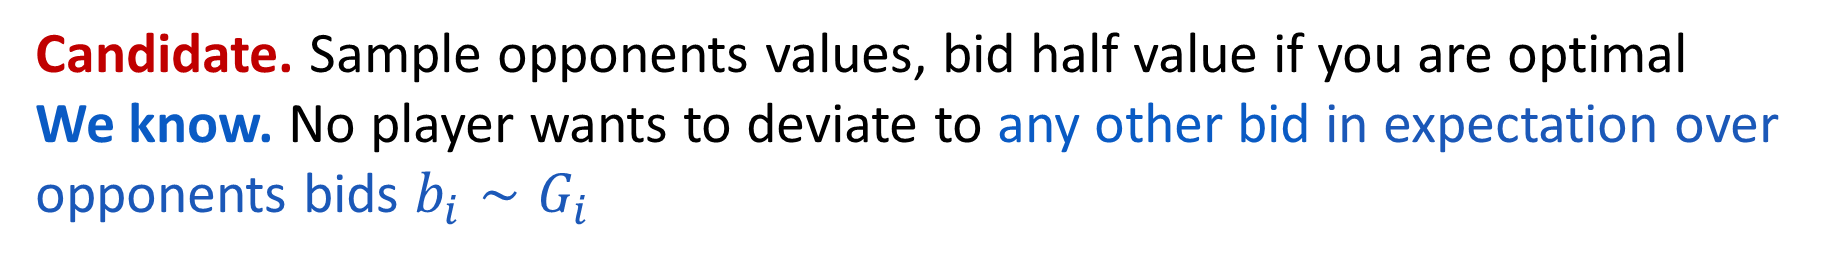 Candidate. Sample opponents values, bid half value if you are optimal
We know. No player wants to deviate to any other bid in expectation over
opponents bids $b_i \sim G_i$